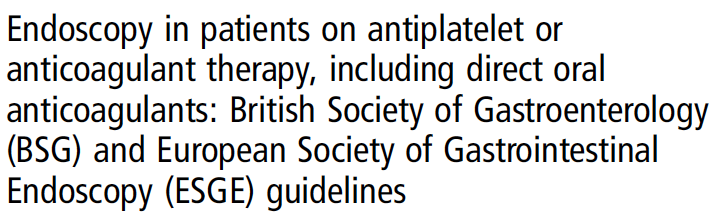 Endoscopy in patients on antiplatelet or
anticoagulant therapy, including direct oral
anticoagulants: British Society of Gastroenterology
(BSG) and European Society of Gastrointestinal
Endoscopy (ESGE) guidelines